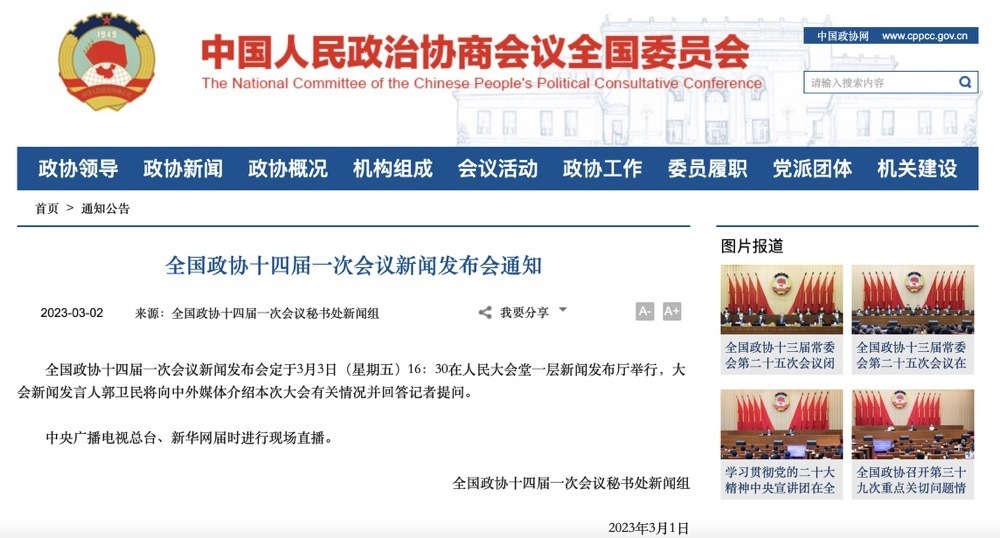 1949
中国人民政治协商会议全国委员会
The National Committee of the Chinese People's Political Consultative Conference
中国政协网 www.cppcc.gov.cn
请输入搜索内容
政协领导 政协新闻 政协概况 机构组成 会议活动 政协工作 委员履职 党派团体 机关建设
首页 > 通知公告
全国政协十四届一次会议新闻发布会通知
2023-03-02 来源：全国政协十四届一次会议秘书处新闻组 我要分享 A- A+
全国政协十四届一次会议新闻发布会定于3月3日（星期五）16：30在人民大会堂一层新闻发布厅举行，大
会新闻发言人郭卫民将向中外媒体介绍本次大会有关情况并回答记者提问。
中央广播电视总台、新华网届时进行现场直播。
全国政协十四届一次会议秘书处新闻组
2023年3月1日
图片报道
全国政协十三届常委
会第二十五次会议闭
全国政协十三届常委
会第二十五次会议在
学习贯彻党的二十大
精神中央宣讲团在全
全国政协召开第三十
九次重点关切问题情